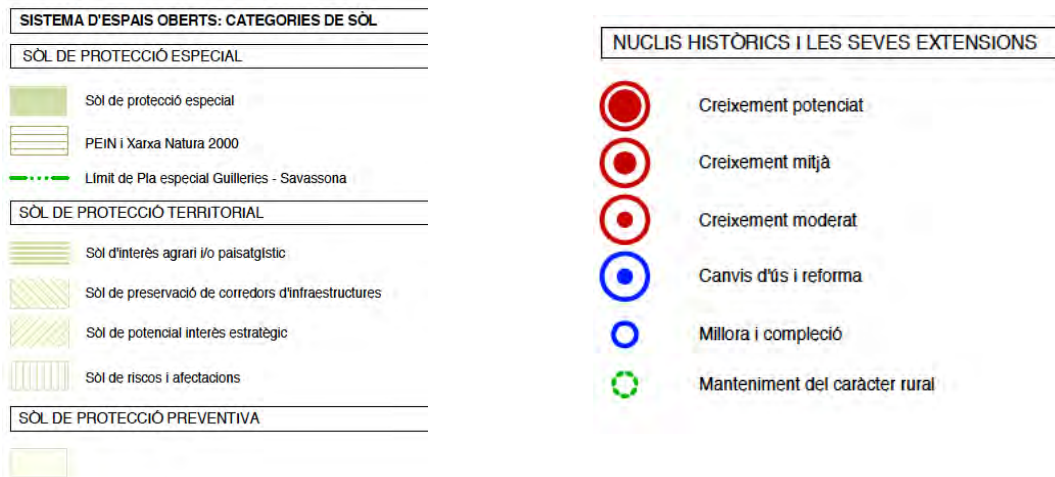 SISTEMA D'ESPAIS OBERTS: CATEGORIES DE SÒL
SÒL DE PROTECCIÓ ESPECIAL
Sòl de protecció especial
PEIN i Xarxa Natura 2000
Límit de Pla especial Guilleries - Savassona
SÒL DE PROTECCIÓ TERRITORIAL
Sòl d'interès agrari i/o paisatgístic
Sòl de preservació de corredors d'infraestructures
Sòl de potencial interès estratègic
Sòl de riscos i afectacions
SÒL DE PROTECCIÓ PREVENTIVA
NUCLIS HISTÒRICS I LES SEVES EXTENSIONS
Creixement potenciat
Creixement mitjà
Creixement moderat
Canvis d'ús i reforma
Millora i compleció
Manteniment del caràcter rural